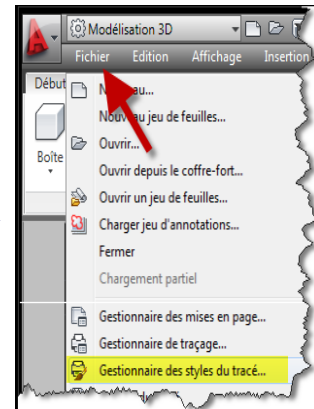 Modélisation 3D
Fichier Edition Affichage Insertion
Début
Nouveau jeu de feuilles...
Ouvrir...
Boîte
Ouvrir depuis le coffre-fort...
Ouvrir un jeu de feuilles...
Charger jeu d'annotations...
Fermer
Chargement partiel
Gestionnaire des mises en page...
Gestionnaire de traçage...
Gestionnaire des styles du tracé...